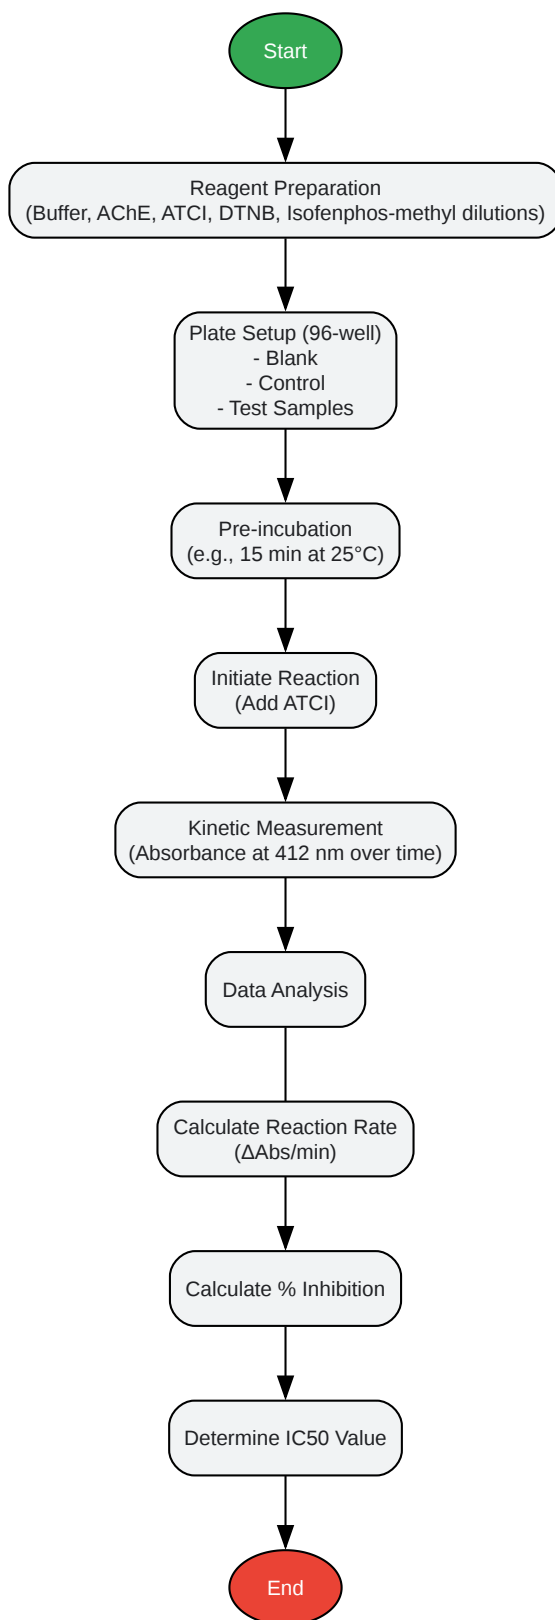 Start
Reagent Preparation
(Buffer, AChE, ATCI, DTNB, Isofenphos-methyl dilutions)
Plate Setup (96-well)
- Blank
- Control
- Test Samples
Pre-incubation
(e.g., 15 min at 25°C)
Initiate Reaction
(Add ATCI)
Kinetic Measurement
(Absorbance at 412 nm over time)
Data Analysis
Calculate Reaction Rate
(ΔAbs/min)
Calculate % Inhibition
Determine IC50 Value
End